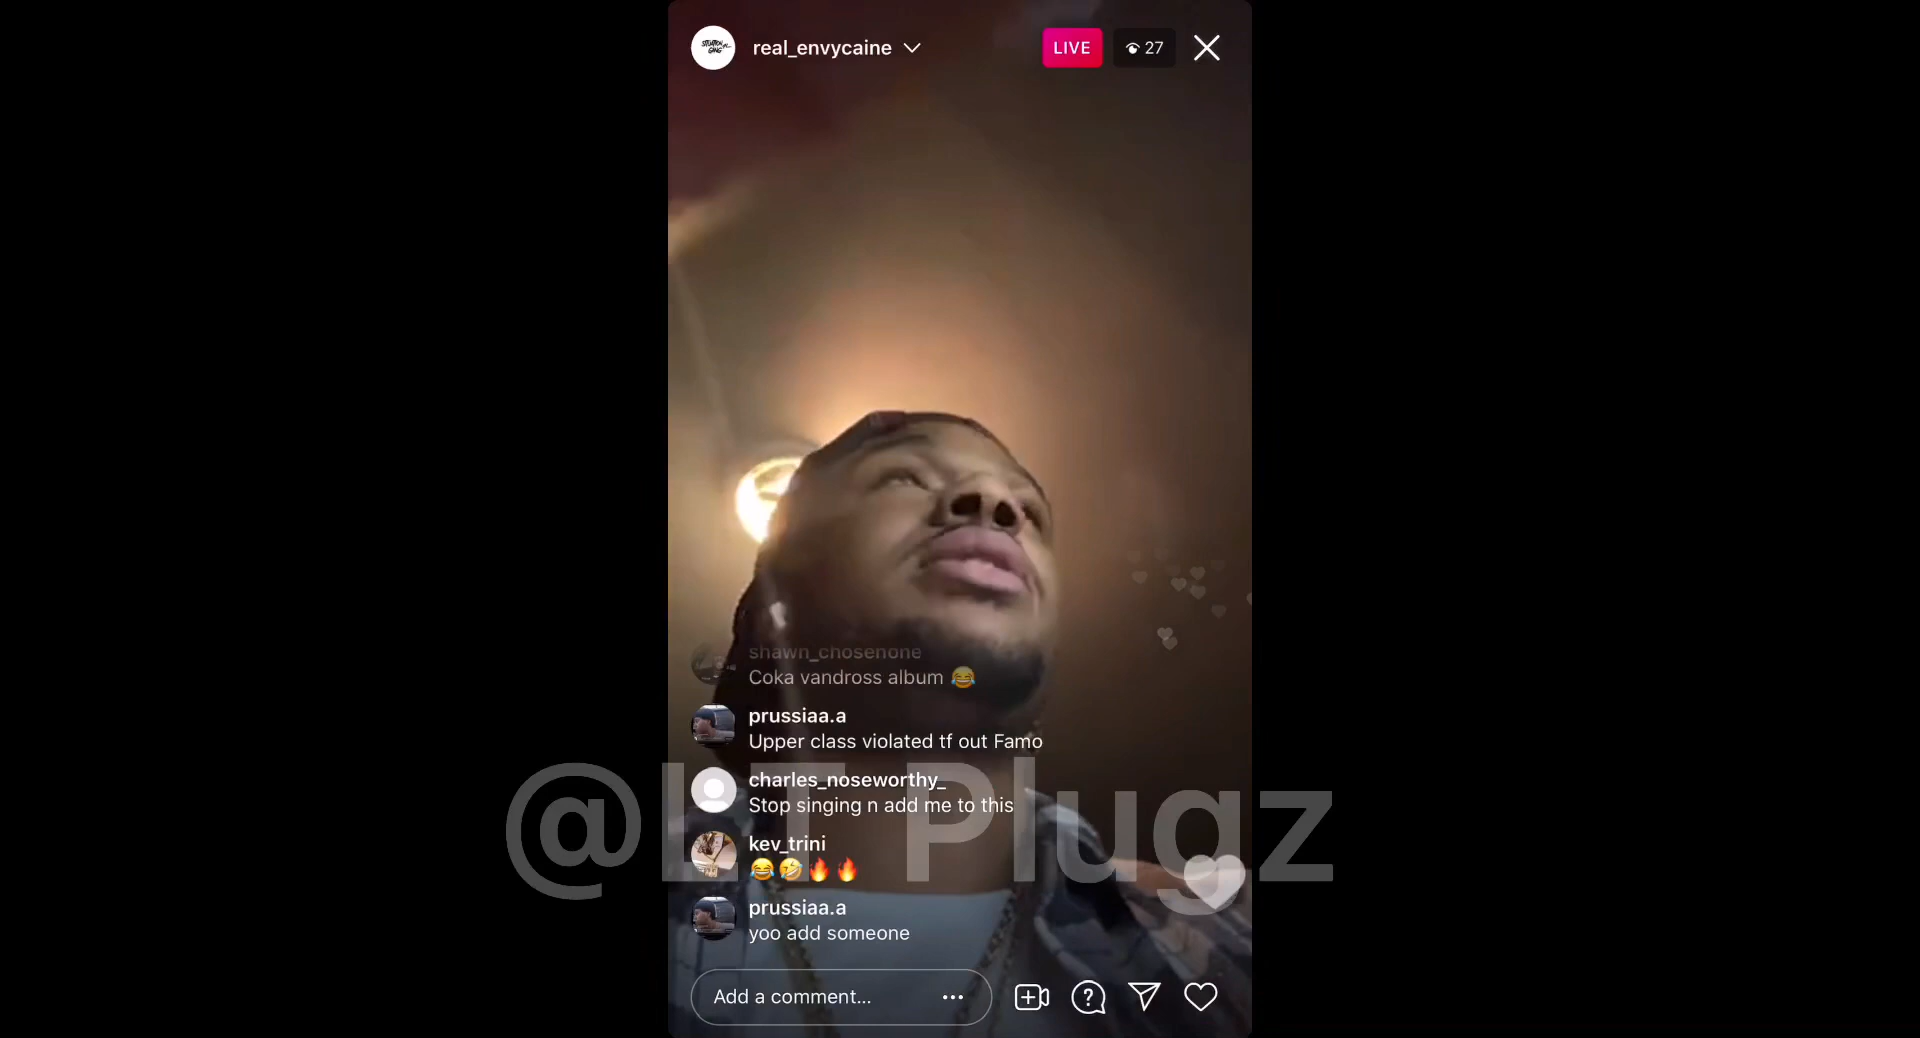 real_envycaine
LIVE
27
shawn_chosenone
Coka vandross album 😂
prussiaa.a
Upper class violated tf out Famo
charles_noseworthy_
Stop singing n add me to this
kev_trini
😂🤣🔥🔥
prussiaa.a
yoo add someone
@LT Plugz
Add a comment...